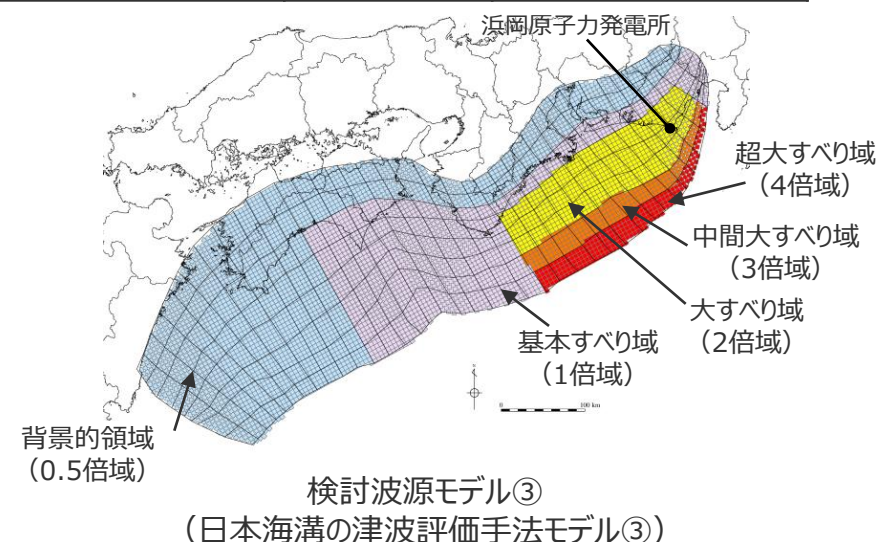 浜岡原子力発電所
超大すべり域
（4倍域）
中間大すべり域
（3倍域）
大すべり域
（2倍域）
基本すべり域
（1倍域）
0 100 km
背景的領域
（0.5倍域）
検討波源モデル③
（日本海溝の津波評価手法モデル③）